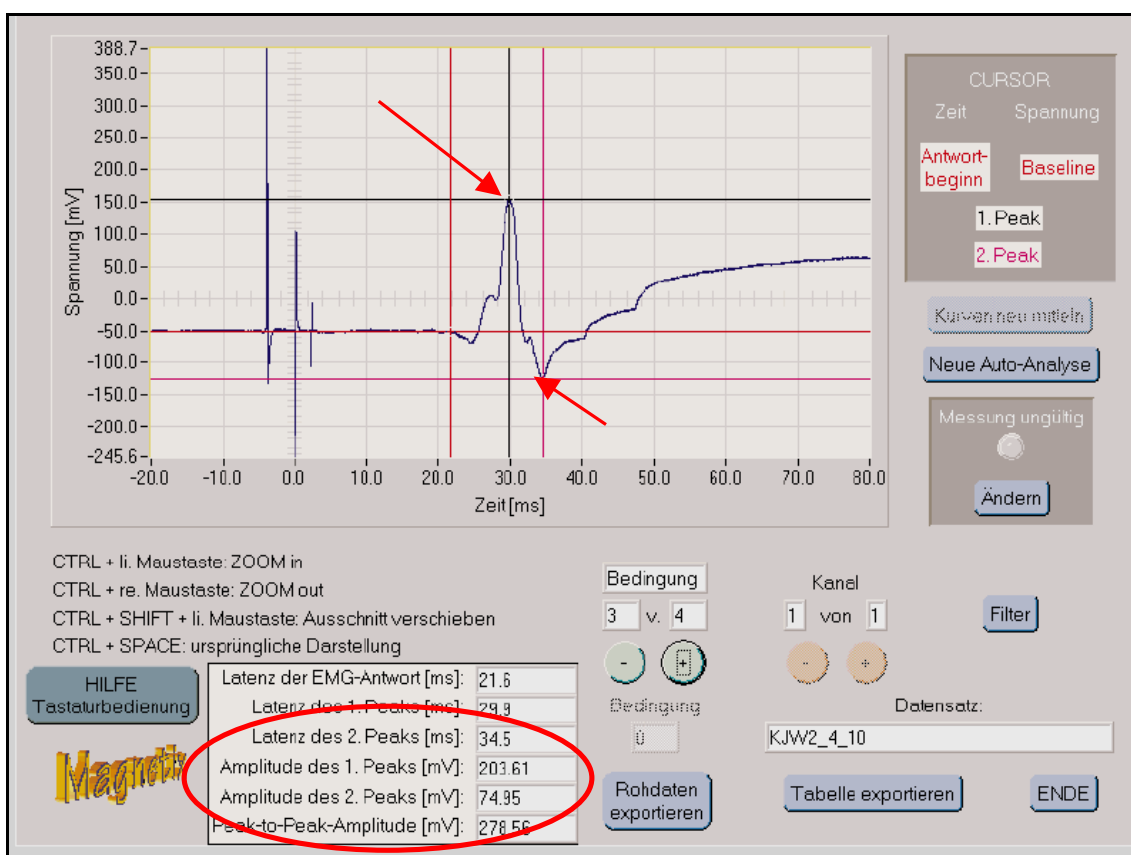 388.7
350.0
300.0
250.0
200.0
150.0
100.0
50.0
0.0
-50.0
-100.0
-150.0
-200.0
-245.6
Spannung [mV]
-20.0 -10.0 0.0 10.0 20.0 30.0 40.0 50.0 60.0 70.0 80.0
Zeit [ms]
CURSOR
Zeit Spannung
Antwort-
beginn
Baseline
1. Peak
2. Peak
Kurven neu mitteln
Neue Auto-Analyse
Messung ungültig
Ändern
CTRL + li. Maustaste: ZOOM in
CTRL + re. Maustaste: ZOOM out
CTRL + SHIFT + li. Maustaste: Ausschnitt verschieben
CTRL + SPACE: ursprüngliche Darstellung
HILFE
Tastaturbedienung
Magnetix
Latenz der EMG-Antwort [ms]: 21.6
Latenz des 1. Peaks [ms]: 29.9
Latenz des 2. Peaks [ms]: 34.5
Amplitude des 1. Peaks [mV]: 203.61
Amplitude des 2. Peaks [mV]: 74.95
Peak-to-Peak-Amplitude [mV]: 278.56
Bedingung
3 v. 4
- +
Bedingung
0
Rohdaten
exportieren
Kanal
1 von 1
- +
Filter
Datensatz:
KJW2_4_10
Tabelle exportieren
ENDE